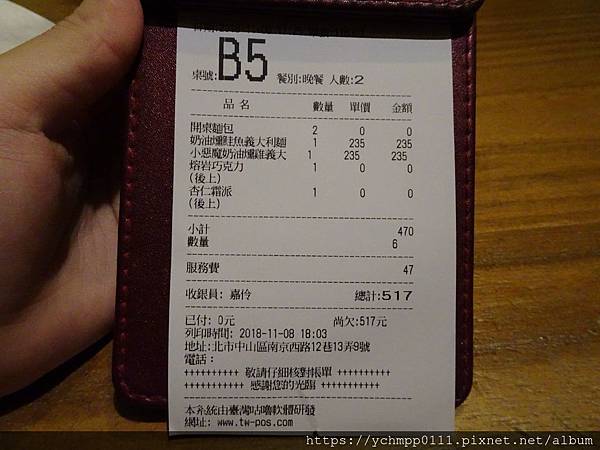 桌號:B5 餐別:晚餐 人數:2
品名 數量 單價 金額
開桌麵包 2 0 0
奶油燻鮭魚義大利麵 1 235 235
小惡魔奶油燻雞義大 1 235 235
熔岩巧克力 1 0 0
(後上)
杏仁霜派 1 0 0
(後上)
小計 470
數量 6
服務費 47
收銀員: 嘉伶 總計:517
已付: 0元 尚欠:517元
列印時間: 2018-11-08 18:03
地址:北市中山區南京西路12巷13弄9號
電話:
+++++++++++ 敬請仔細核對帳單 +++++++++++
++++++++++++ 感謝您的光臨 ++++++++++++
本系統由臺灣咕嚕軟體研發
網址: www.tw-pos.com
https://ychmpp0111.pixnet.net/album